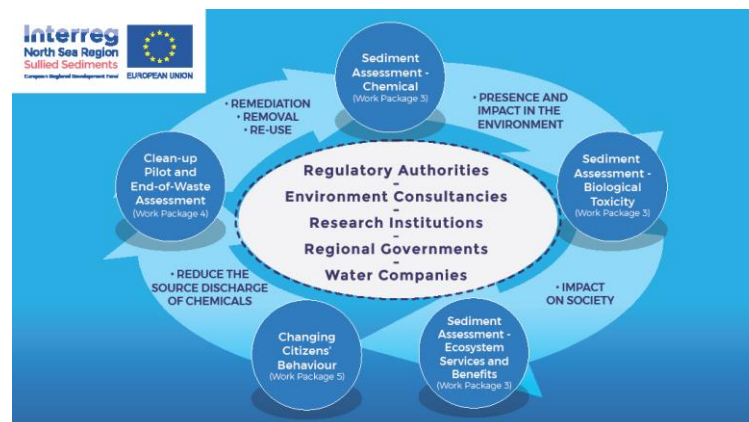 Interreg
North Sea Region
Sullied Sediments
European Regional Development Fund
EUROPEAN UNION
Sediment
Assessment -
Chemical
(Work Package 3)
• REMEDIATION
• REMOVAL
• RE-USE
• PRESENCE AND
IMPACT IN THE
ENVIRONMENT
Clean-up
Pilot and
End-of-Waste
Assessment
(Work Package 4)
Sediment
Assessment -
Biological
Toxicity
(Work Package 3)
Regulatory Authorities
-
Environment Consultancies
-
Research Institutions
-
Regional Governments
-
Water Companies
• REDUCE THE
SOURCE DISCHARGE
OF CHEMICALS
• IMPACT
ON SOCIETY
Changing
Citizens'
Behaviour
(Work Package 5)
Sediment
Assessment -
Ecosystem
Services and
Benefits
(Work Package 3)